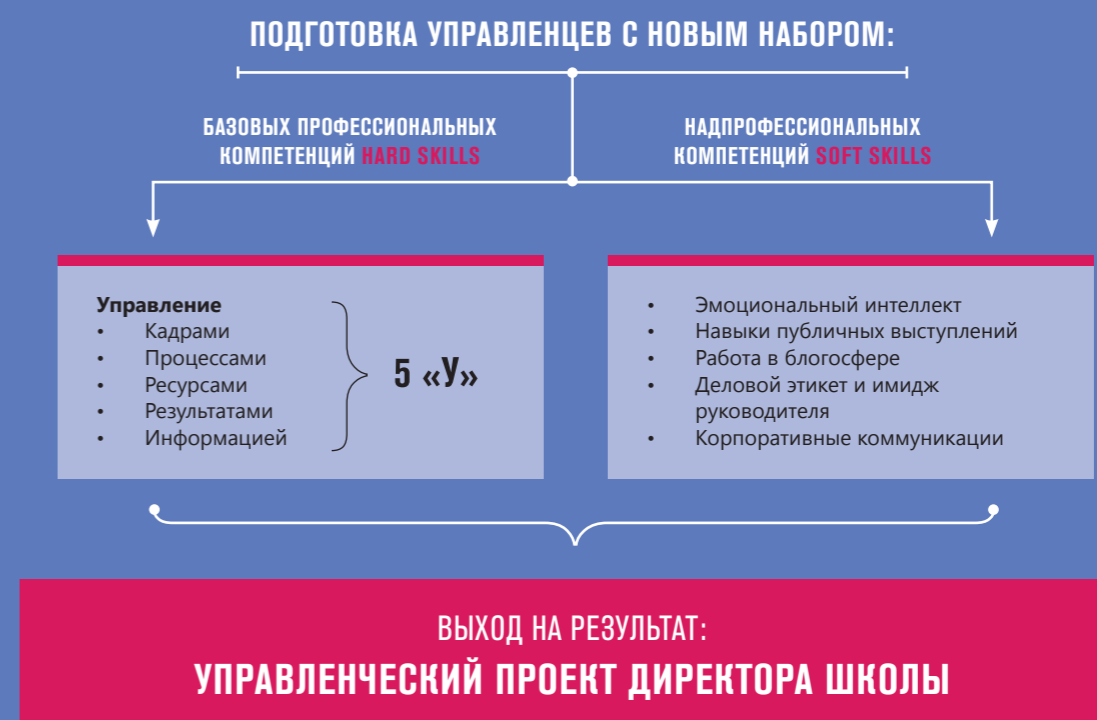 ПОДГОТОВКА УПРАВЛЕНЦЕВ С НОВЫМ НАБОРОМ:
БАЗОВЫХ ПРОФЕССИОНАЛЬНЫХ
КОМПЕТЕНЦИЙ HARD SKILLS
НАДПРОФЕССИОНАЛЬНЫХ
КОМПЕТЕНЦИЙ SOFT SKILLS
Управление
• Кадрами
• Процессами
• Ресурсами
• Результатами
• Информацией
5 «У»
• Эмоциональный интеллект
• Навыки публичных выступлений
• Работа в блогосфере
• Деловой этикет и имидж
руководителя
• Корпоративные коммуникации
ВЫХОД НА РЕЗУЛЬТАТ:
УПРАВЛЕНЧЕСКИЙ ПРОЕКТ ДИРЕКТОРА ШКОЛЫ